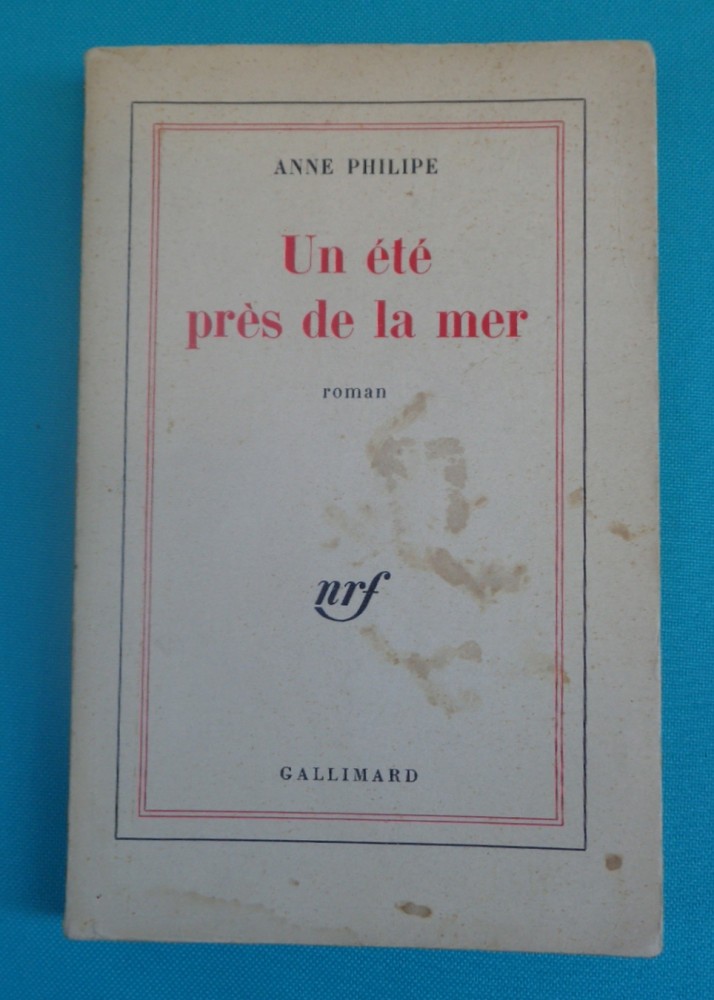 ANNE PHILIPE
Un été
près de la mer
roman
nrf
GALLIMARD